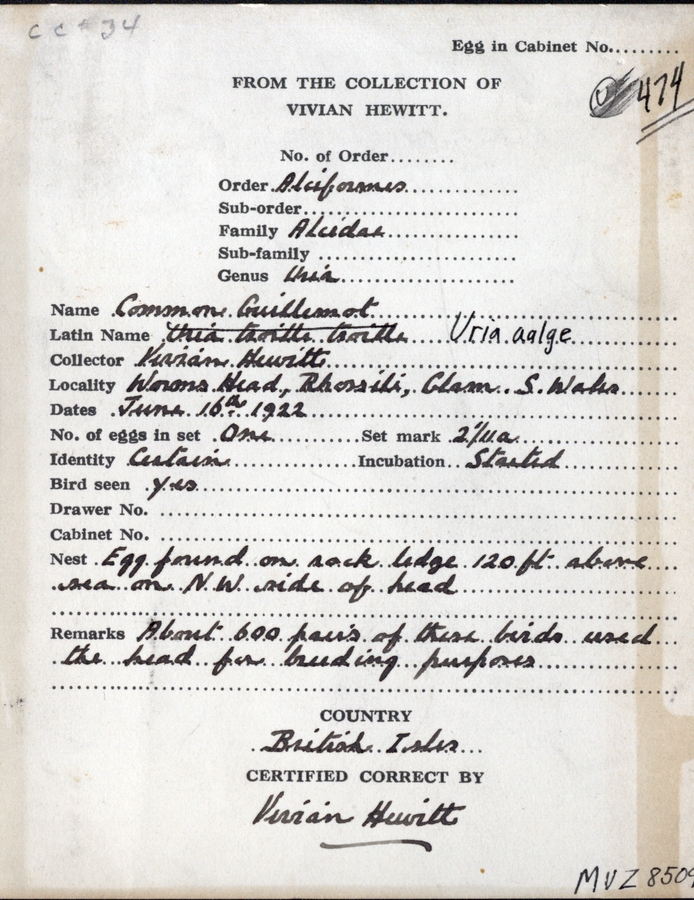 CC # 34
Egg in Cabinet No.........
FROM THE COLLECTION OF
VIVIAN HEWITT.
474
No. of Order........
Order Alciformes
Sub-order
Family Alcidae
Sub-family
Genus Uria
Name Common Guillemot
Latin Name Uria troille troille Uria aalge
Collector Vivian Hewitt
Locality Worms Head, Rhossili, Glam. S. Wales
Dates June 16th 1922
No. of eggs in set One Set mark 2/11a
Identity Certain Incubation Started
Bird seen yes
Drawer No.
Cabinet No.
Nest Egg found on rock ledge 120 ft above
sea on N.W. side of head
Remarks About 600 pairs of these birds used
the head for breeding purposes
COUNTRY
British Isles
CERTIFIED CORRECT BY
Vivian Hewitt
MVZ 8509